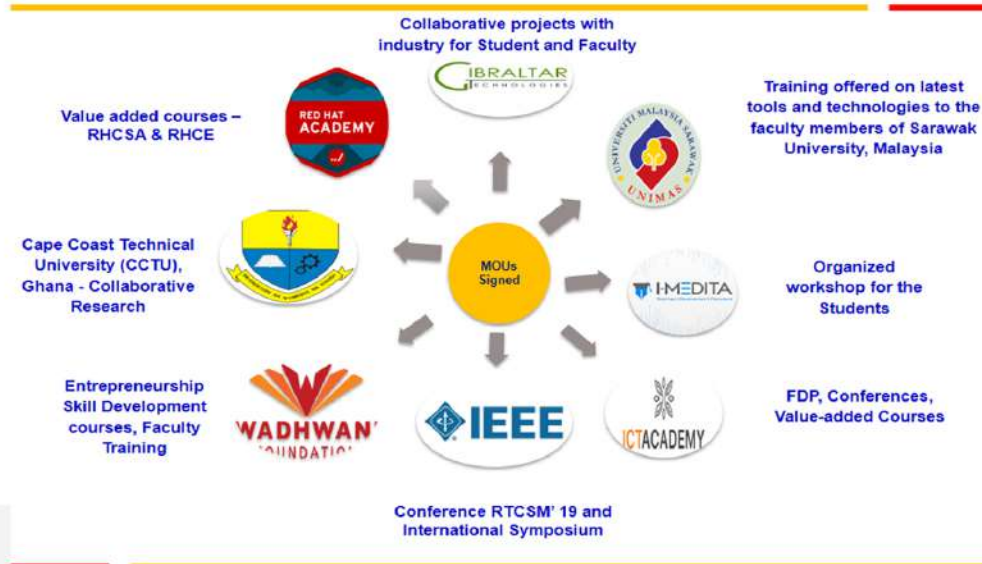 Collaborative projects with
industry for Student and Faculty
GIBRALTAR
TECHNOLOGIES
Value added courses –
RHCSA & RHCE
RED HAT
ACADEMY
UNIVERSITI MALAYSIA SARAWAK
UNIMAS
Training offered on latest
tools and technologies to the
faculty members of Sarawak
University, Malaysia
Cape Coast Technical
University (CCTU),
Ghana - Collaborative
Research
MOUs
Signed
I-MEDITA
Organized
workshop for the
Students
Entrepreneurship
Skill Development
courses, Faculty
Training
WADHWAN
OUNDATIO
IEEE
ICTACADEMY
FDP, Conferences,
Value-added Courses
Conference RTCSM' 19 and
International Symposium